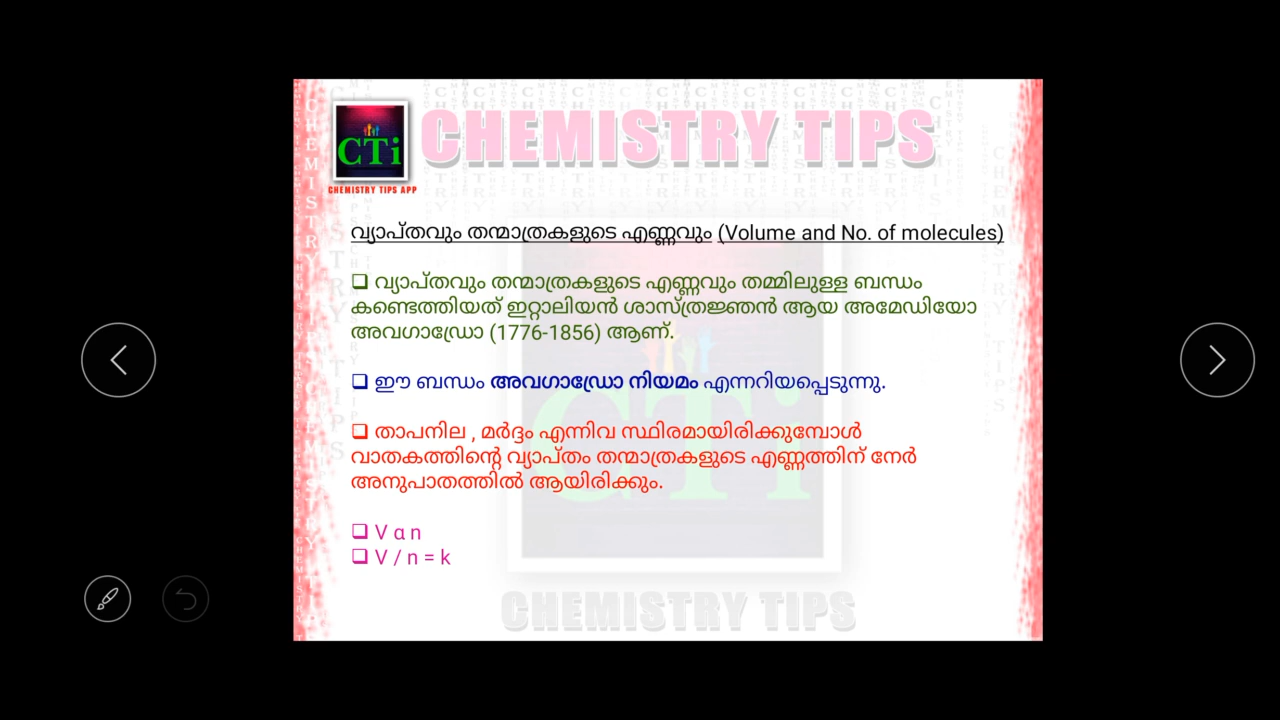 CTi
CHEMISTRY TIPS APP
CHEMISTRY TIPS
വ്യാപ്തവും തന്മാത്രകളുടെ എണ്ണവും (Volume and No. of molecules)
❑ വ്യാപ്തവും തന്മാത്രകളുടെ എണ്ണവും തമ്മിലുള്ള ബന്ധം
കണ്ടെത്തിയത് ഇറ്റാലിയൻ ശാസ്ത്രജ്ഞൻ ആയ അമേഡിയോ
അവഗാഡ്രോ (1776-1856) ആണ്.
❑ ഈ ബന്ധം അവഗാഡ്രോ നിയമം എന്നറിയപ്പെടുന്നു.
❑ താപനില , മർദ്ദം എന്നിവ സ്ഥിരമായിരിക്കുമ്പോൾ
വാതകത്തിന്റെ വ്യാപ്തം തന്മാത്രകളുടെ എണ്ണത്തിന് നേർ
അനുപാതത്തിൽ ആയിരിക്കും.
❑ V α n
❑ V / n = k
CTi
CHEMISTRY TIPS